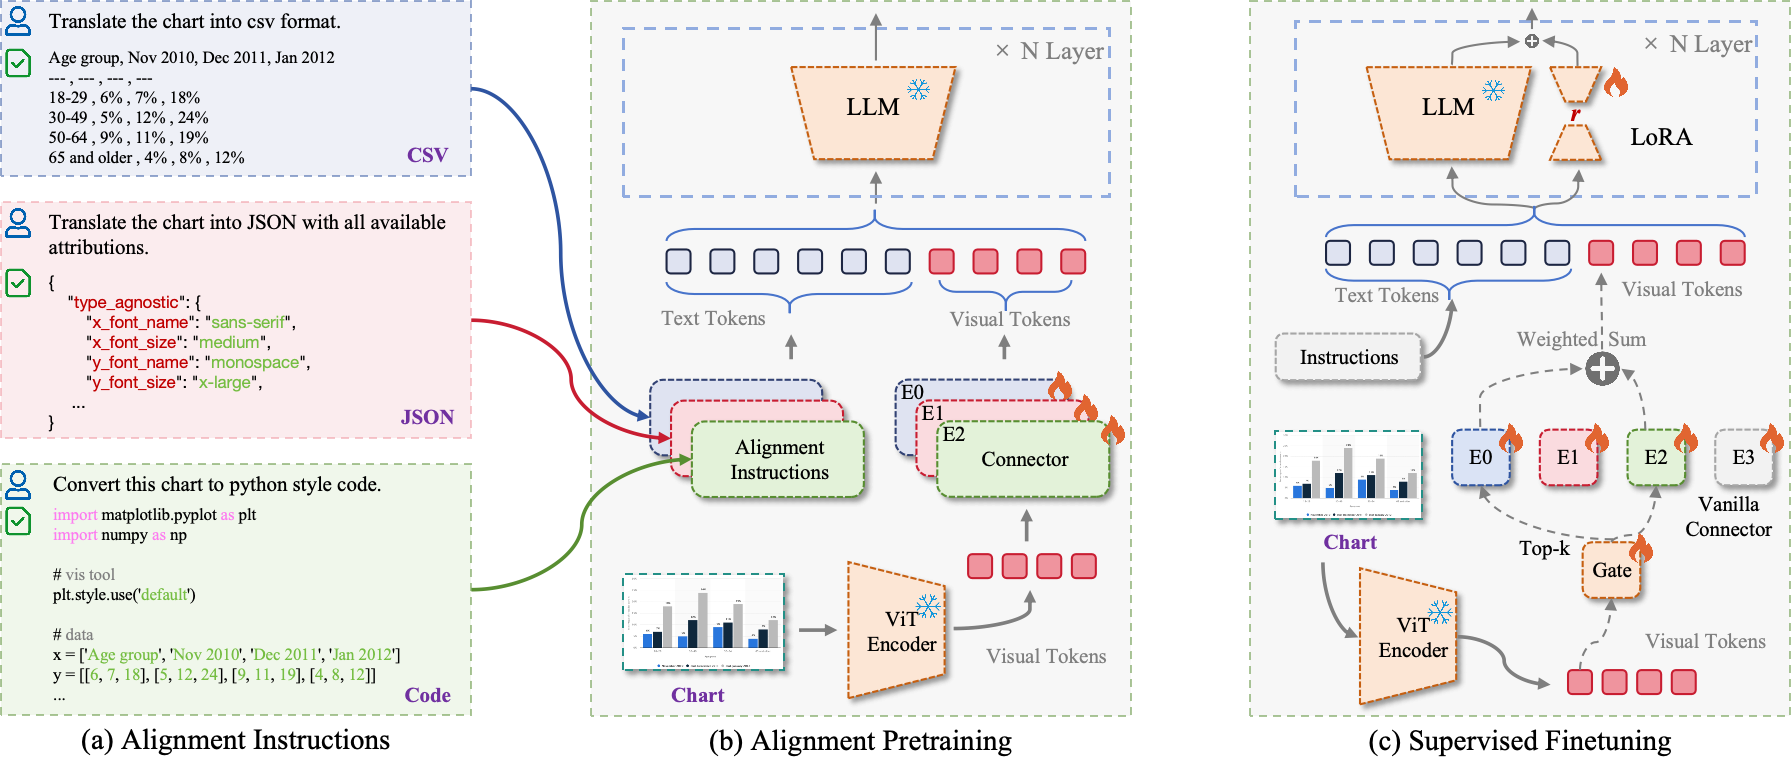 Translate the chart into csv format.
Age group, Nov 2010, Dec 2011, Jan 2012
--- , --- , --- , ---
18-29 , 6% , 7% , 18%
30-49 , 5% , 12% , 24%
50-64 , 9% , 11% , 19%
65 and older , 4% , 8% , 12%
CSV
Translate the chart into JSON with all available
attributions.
{
"type_agnostic": {
"x_font_name": "sans-serif",
"x_font_size": "medium",
"y_font_name": "monospace",
"y_font_size": "x-large",
...
}
JSON
Convert this chart to python style code.
import matplotlib.pyplot as plt
import numpy as np
# vis tool
plt.style.use('default')
# data
x = ['Age group', 'Nov 2010', 'Dec 2011', 'Jan 2012']
y = [[6, 7, 18], [5, 12, 24], [9, 11, 19], [4, 8, 12]]
...
Code
(a) Alignment Instructions
× N Layer
LLM
Text Tokens
Visual Tokens
Alignment
Instructions
E0
E1
E2
Connector
Chart
ViT
Encoder
Visual Tokens
(b) Alignment Pretraining
× N Layer
LLM
r
LoRA
Text Tokens
Visual Tokens
Instructions
Weighted Sum
E0
E1
E2
E3
Vanilla
Connector
Chart
Top-k
Gate
ViT
Encoder
Visual Tokens
(c) Supervised Finetuning